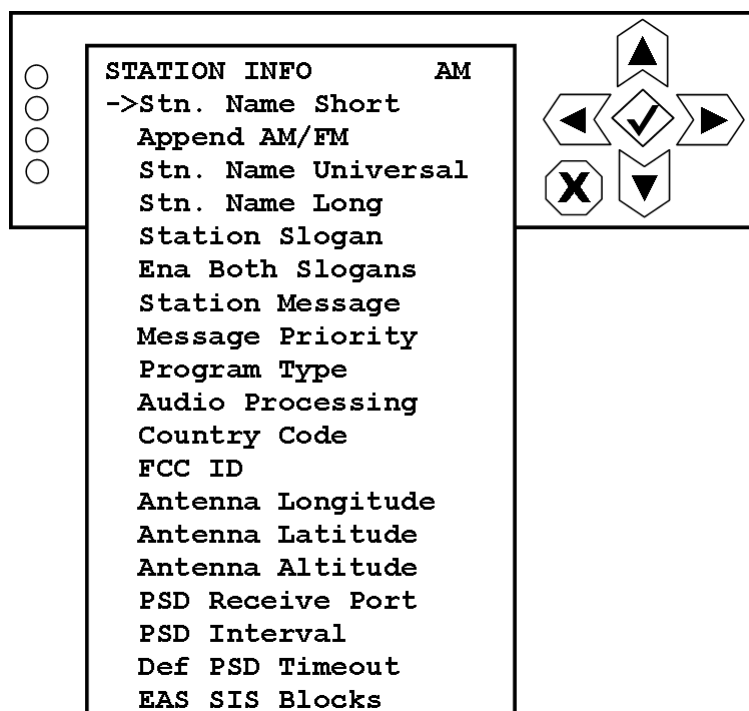 STATION INFO AM
->Stn. Name Short
Append AM/FM
Stn. Name Universal
Stn. Name Long
Station Slogan
Ena Both Slogans
Station Message
Message Priority
Program Type
Audio Processing
Country Code
FCC ID
Antenna Longitude
Antenna Latitude
Antenna Altitude
PSD Receive Port
PSD Interval
Def PSD Timeout
EAS SIS Blocks